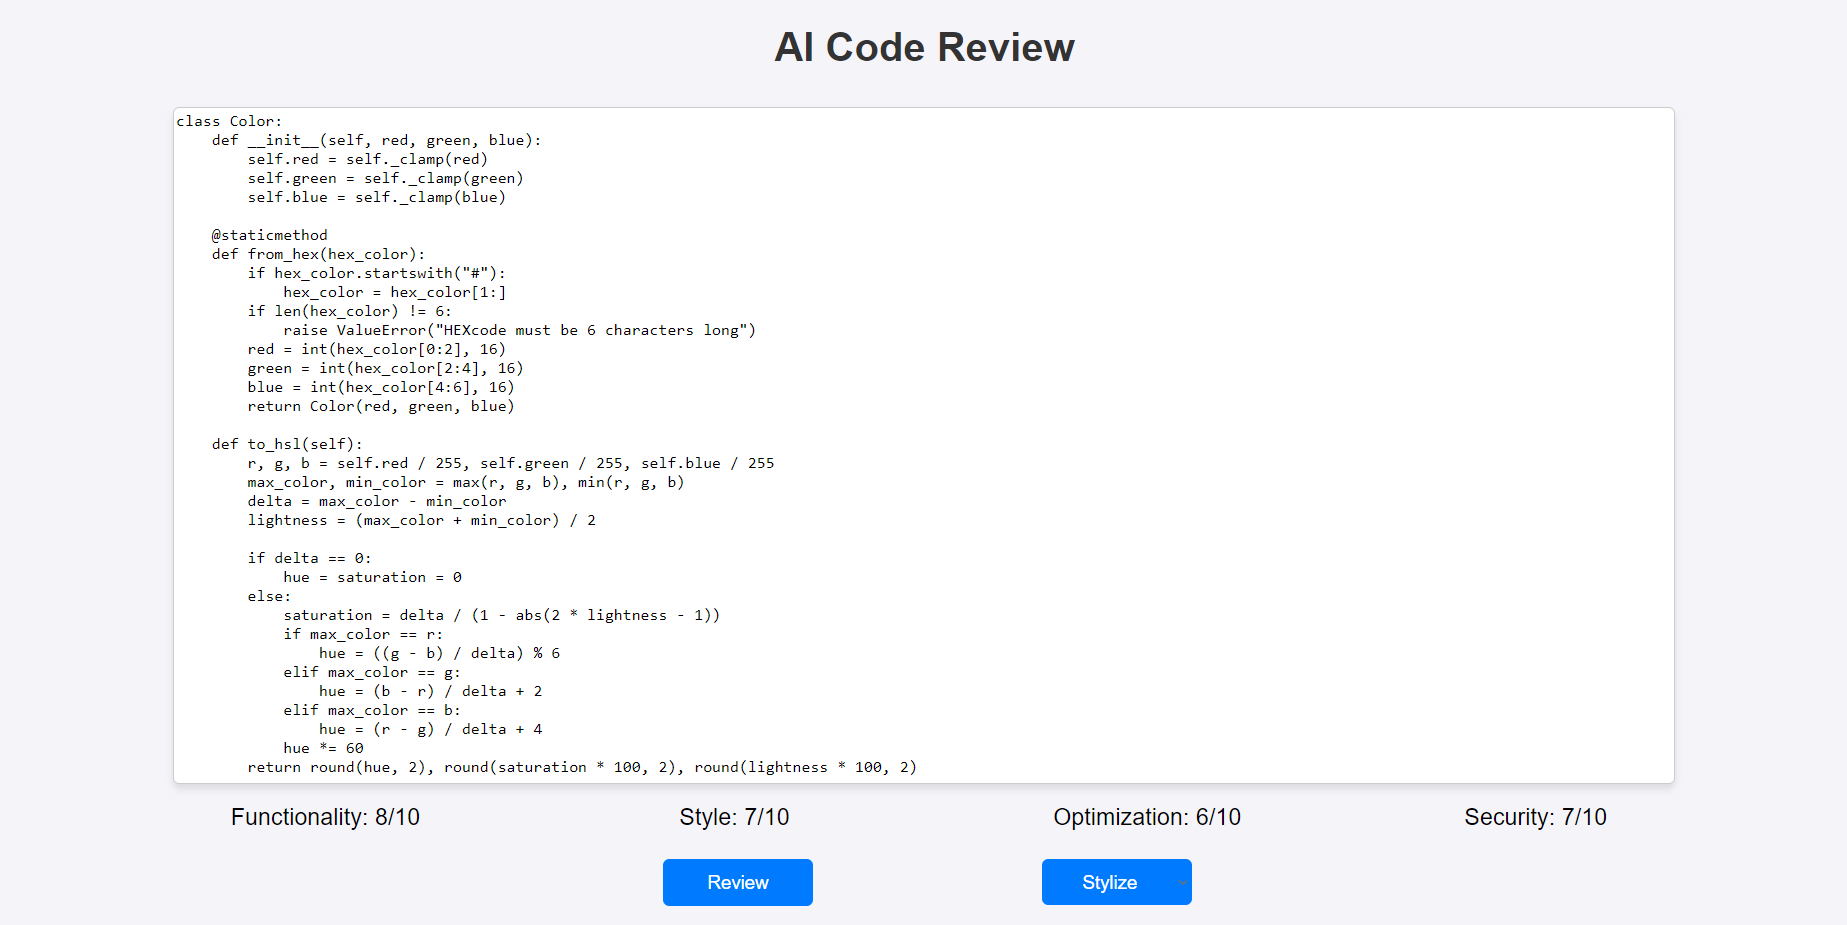 AI Code Review
class Color:
    def __init__(self, red, green, blue):
        self.red = self._clamp(red)
        self.green = self._clamp(green)
        self.blue = self._clamp(blue)

    @staticmethod
    def from_hex(hex_color):
        if hex_color.startswith("#"):
            hex_color = hex_color[1:]
        if len(hex_color) != 6:
            raise ValueError("HEXcode must be 6 characters long")
        red = int(hex_color[0:2], 16)
        green = int(hex_color[2:4], 16)
        blue = int(hex_color[4:6], 16)
        return Color(red, green, blue)

    def to_hsl(self):
        r, g, b = self.red / 255, self.green / 255, self.blue / 255
        max_color, min_color = max(r, g, b), min(r, g, b)
        delta = max_color - min_color
        lightness = (max_color + min_color) / 2

        if delta == 0:
            hue = saturation = 0
        else:
            saturation = delta / (1 - abs(2 * lightness - 1))
            if max_color == r:
                hue = ((g - b) / delta) % 6
            elif max_color == g:
                hue = (b - r) / delta + 2
            elif max_color == b:
                hue = (r - g) / delta + 4
            hue *= 60
        return round(hue, 2), round(saturation * 100, 2), round(lightness * 100, 2)
Functionality: 8/10 Style: 7/10 Optimization: 6/10 Security: 7/10
Review Stylize